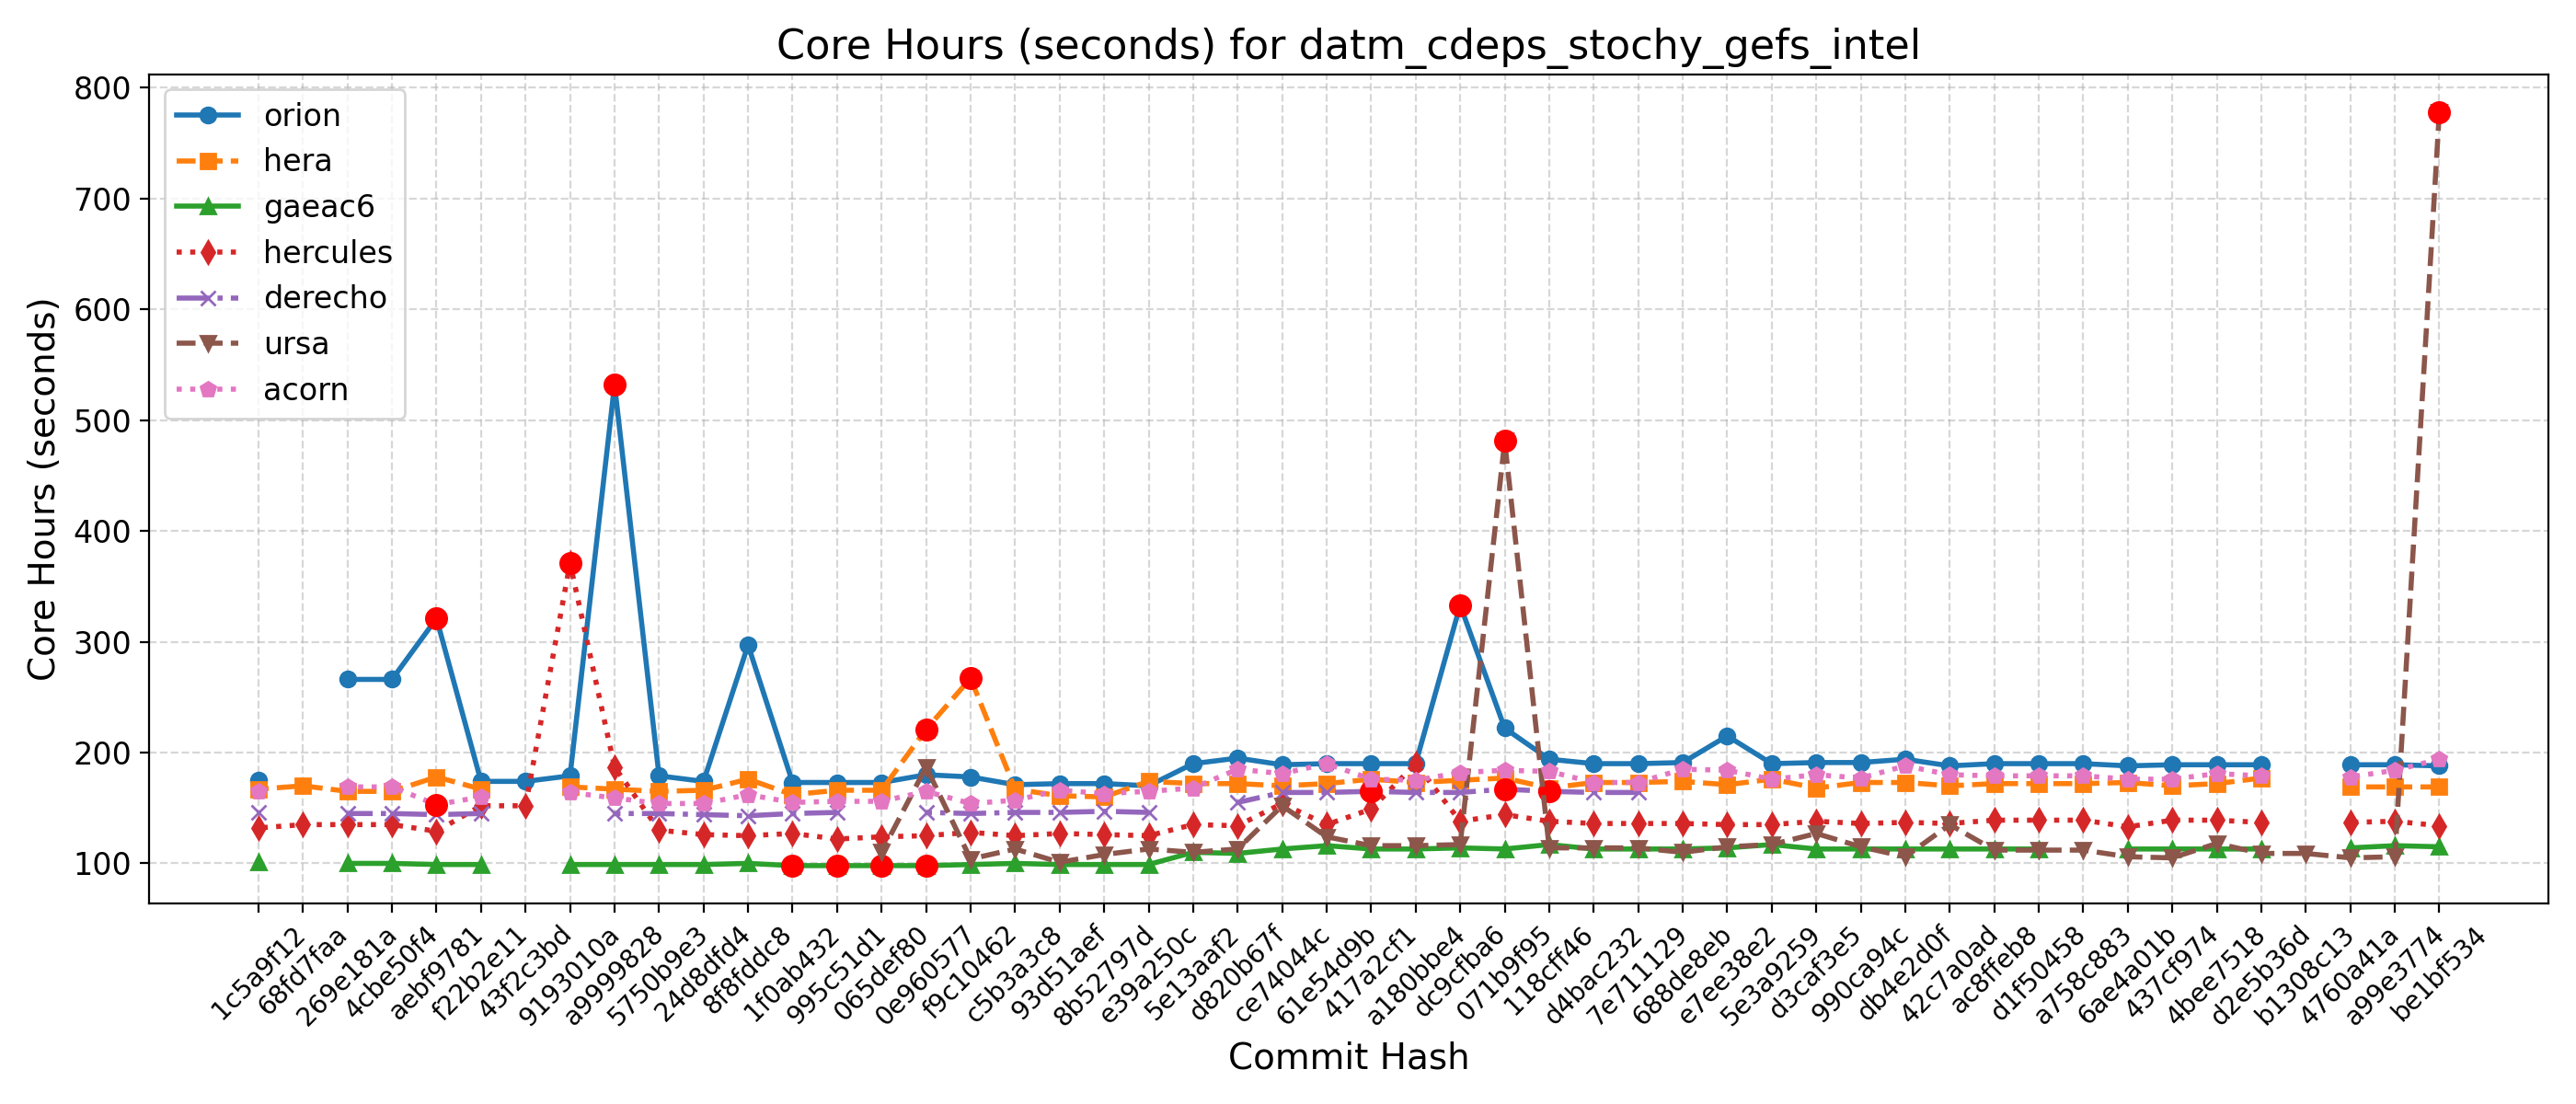 Core Hours (seconds) for datm_cdeps_stochy_gefs_intel
Core Hours (seconds)
800
700
600
500
400
300
200
100
orion
hera
gaeac6
hercules
derecho
ursa
acorn
1c5a9f12
68fd7faa
269e181a
4cbe50f4
aebf9781
f22b2e11
43f2c3bd
9193010a
a9999828
5750b9e3
24d8dfd4
8f8fddc8
1f0ab432
995c51d1
065def80
0e960577
f9c10462
c5b3a3c8
93d51aef
8b52797d
e39a250c
5e13aaf2
d820b67f
ce74044c
61e54d9b
417a2cf1
a180bbe4
dc9cfba6
071b9f95
118cff46
d4bac232
7e711129
688de8eb
e7ee38e2
5e3a9259
d3caf3e5
990ca94c
db4e2d0f
42c7a0ad
ac8ffeb8
d1f50458
a758c883
6ae4a01b
437cf974
4bee7518
d2e5b36d
b1308c13
4760a41a
a99e3774
be1bf534
Commit Hash